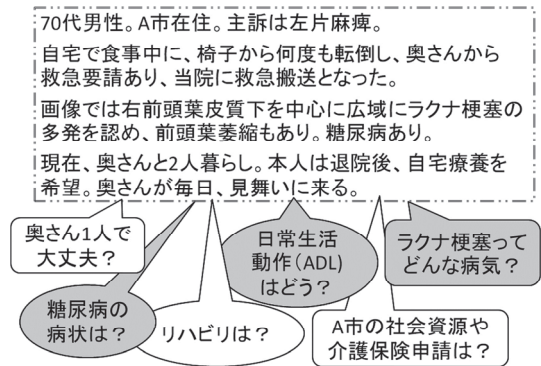 70代男性。A市在住。主訴は左片麻痺。
自宅で食事中に、椅子から何度も転倒し、奥さんから
救急要請あり、当院に救急搬送となった。
画像では右前頭葉皮質下を中心に広域にラクナ梗塞の
多発を認め、前頭葉萎縮もあり。糖尿病あり。
現在、奥さんと2人暮らし。本人は退院後、自宅療養を
希望。奥さんが毎日、見舞いに来る。
奥さん1人で
大丈夫？
日常生活
動作（ADL）
はどう？
ラクナ梗塞って
どんな病気？
糖尿病の
病状は？
リハビリは？
A市の社会資源や
介護保険申請は？